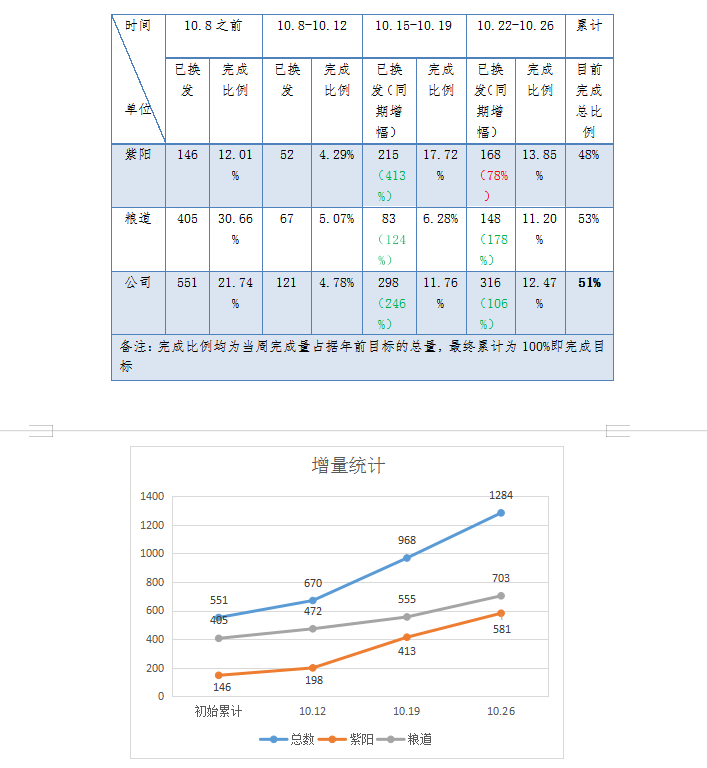 时间 10.8之前 10.8-10.12 10.15-10.19 10.22-10.26 累计
单位
已换 完成 已换 完成 已换 完成 已换 完成 目前
发 比例 发 比例 发(同 比例 发(同 比例 完成
期增 期增 总比
幅) 幅) 例
紫阳 146 12.01 52 4.29% 215 17.72 168 13.85 48%
% (413 % (78% %
%) )
粮道 405 30.66 67 5.07% 83 6.28% 148 11.20 53%
% (124 (178 %
%) %)
公司 551 21.74 121 4.78% 298 11.76 316 12.47 51%
% (246 % (106 %
%) %)
备注:完成比例均为当周完成量占据年前目标的总量,最终累计为100%即完成目
标
增量统计
1400
1200
1000
800
600
400
200
0
551 670 968 1284
405 472 555 703
146 198 413 581
初始累计 10.12 10.19 10.26
总数 紫阳 粮道